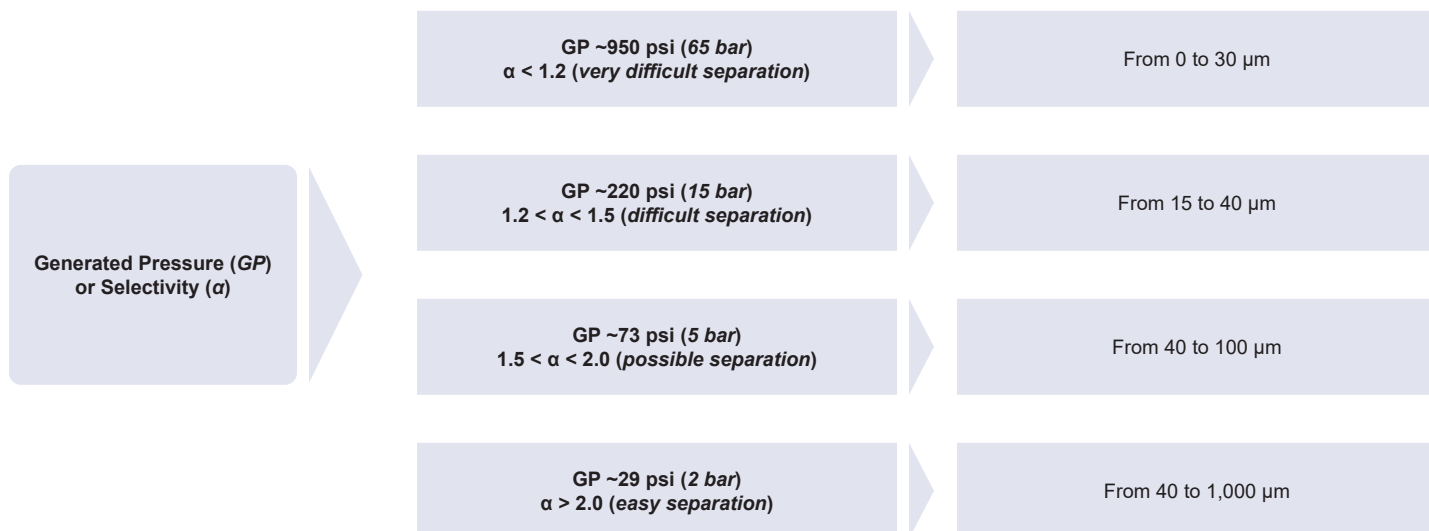 Generated Pressure (GP)
or Selectivity (α)
GP ~950 psi (65 bar)
α < 1.2 (very difficult separation)
From 0 to 30 µm
GP ~220 psi (15 bar)
1.2 < α < 1.5 (difficult separation)
From 15 to 40 µm
GP ~73 psi (5 bar)
1.5 < α < 2.0 (possible separation)
From 40 to 100 µm
GP ~29 psi (2 bar)
α > 2.0 (easy separation)
From 40 to 1,000 µm